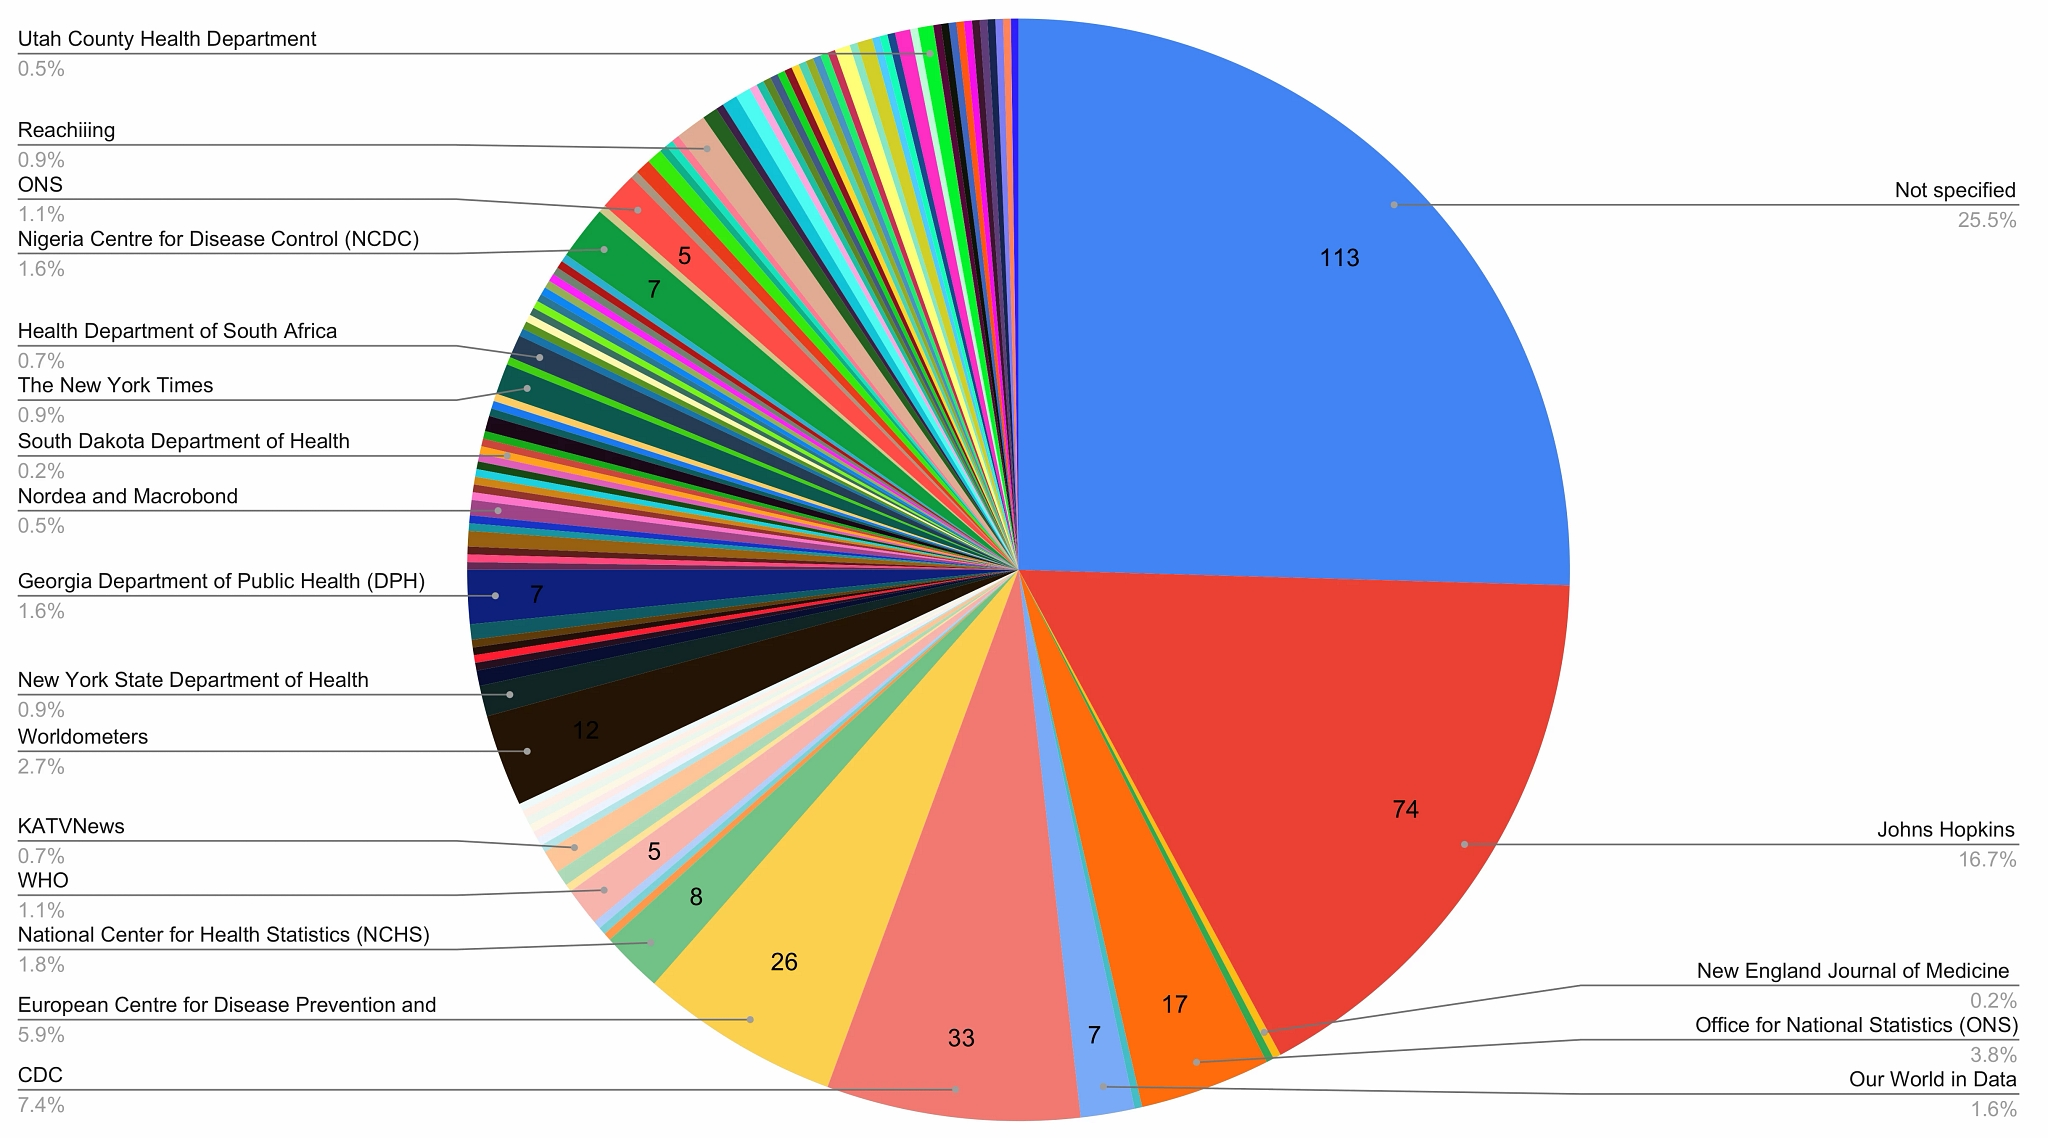 Utah County Health Department
0.5%
Reachiiing
0.9%
ONS
1.1%
Nigeria Centre for Disease Control (NCDC)
1.6%
Health Department of South Africa
0.7%
The New York Times
0.9%
South Dakota Department of Health
0.2%
Nordea and Macrobond
0.5%
Georgia Department of Public Health (DPH)
1.6%
New York State Department of Health
0.9%
Worldometers
2.7%
KATVNews
0.7%
WHO
1.1%
National Center for Health Statistics (NCHS)
1.8%
European Centre for Disease Prevention and
5.9%
CDC
7.4%
5
7
7
12
5
8
26
33
7
17
74
113
Not specified
25.5%
Johns Hopkins
16.7%
New England Journal of Medicine
0.2%
Office for National Statistics (ONS)
3.8%
Our World in Data
1.6%